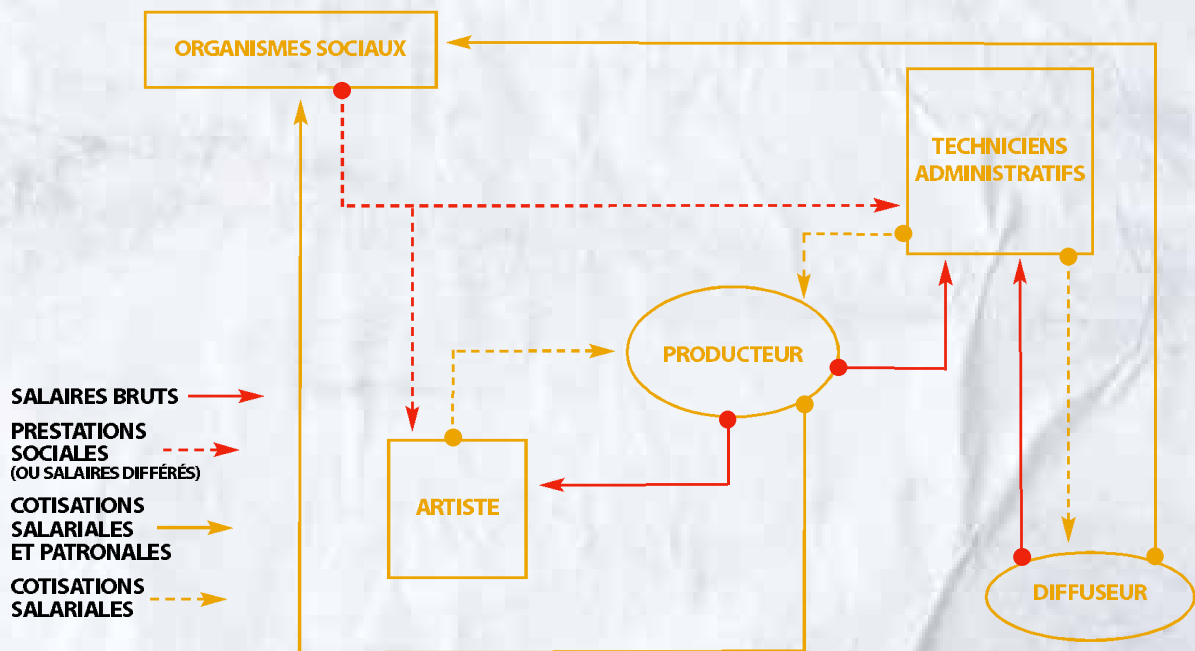 ORGANISMES SOCIAUX
TECHNICIENS
ADMINISTRATIFS
PRODUCTEUR
SALAIRES BRUTS
PRESTATIONS
SOCIALES
(OU SALAIRES DIFFÉRÉS)
ARTISTE
COTISATIONS
SALARIALES
ET PATRONALES
COTISATIONS
SALARIALES
DIFFUSEUR